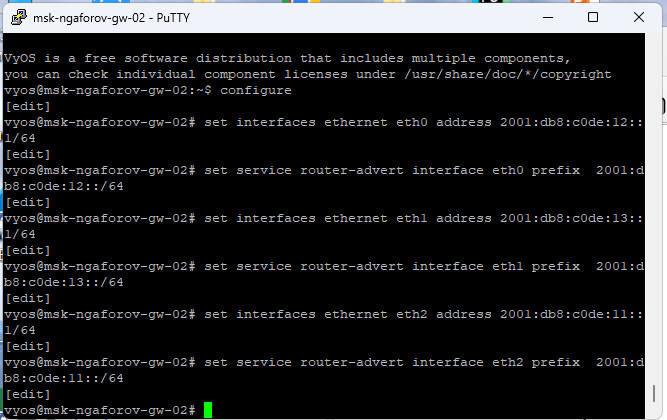 msk-ngaforov-gw-02 - PuTTY
VyOS is a free software distribution that includes multiple components,
you can check individual component licenses under /usr/share/doc/*/copyright
vyos@msk-ngaforov-gw-02:~$ configure
[edit]
vyos@msk-ngaforov-gw-02# set interfaces ethernet eth0 address 2001:db8:c0de:12::
1/64
[edit]
vyos@msk-ngaforov-gw-02# set service router-advert interface eth0 prefix  2001:d
b8:c0de:12::/64
[edit]
vyos@msk-ngaforov-gw-02# set interfaces ethernet eth1 address 2001:db8:c0de:13::
1/64
[edit]
vyos@msk-ngaforov-gw-02# set service router-advert interface eth1 prefix  2001:d
b8:c0de:13::/64
[edit]
vyos@msk-ngaforov-gw-02# set interfaces ethernet eth2 address 2001:db8:c0de:11::
1/64
[edit]
vyos@msk-ngaforov-gw-02# set service router-advert interface eth2 prefix  2001:d
b8:c0de:11::/64
[edit]
vyos@msk-ngaforov-gw-02#